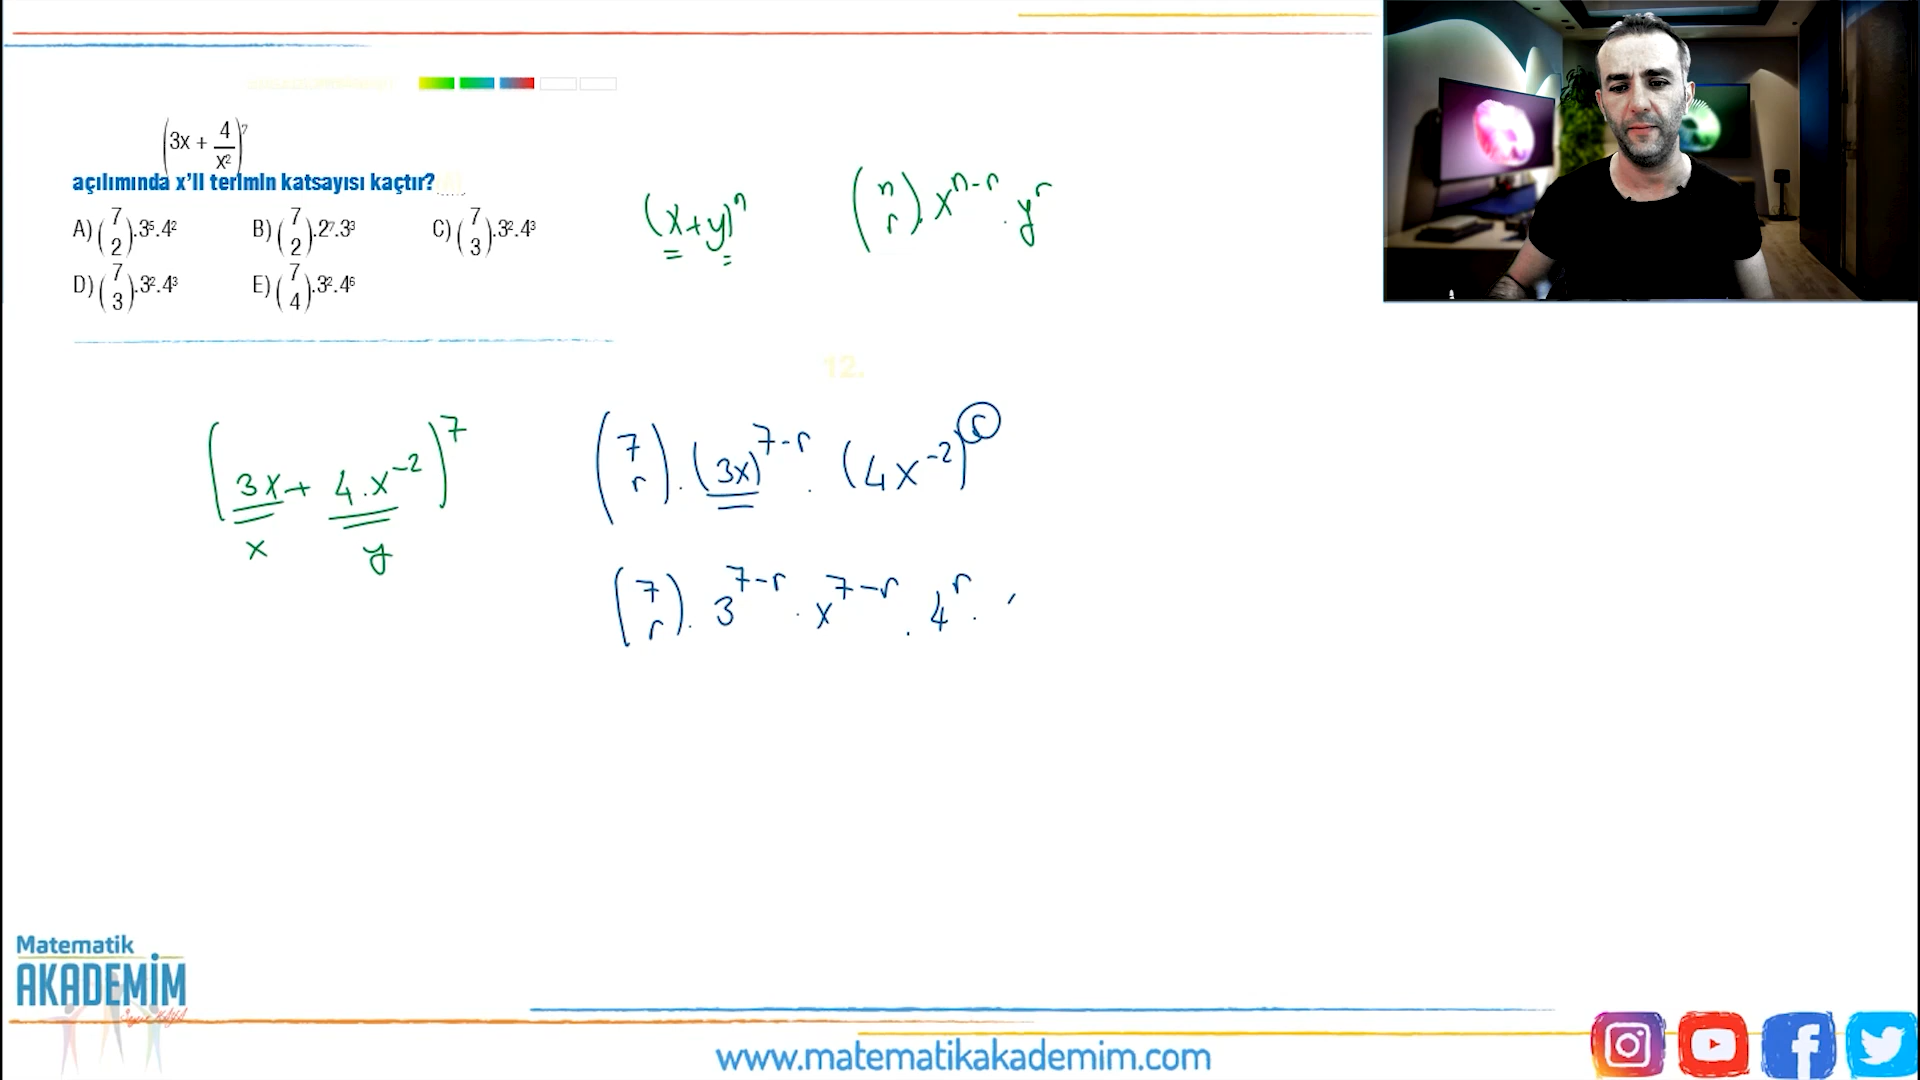 (3x + 4/x²)⁷
açılımında x’li terimin katsayısı kaçtır?
A) (7 2).3⁵.4² B) (7 2).2⁷.3³ C) (7 3).3².4³
D) (7 3).3².4³ E) (7 4).3².4⁶
(x+y)ⁿ (n r).xⁿ⁻ʳ.yʳ
12.
(3x + 4.x⁻²)⁷ (7 r).(3x)⁷⁻ʳ.(4x⁻²)ʳ
x y
(7 r).3⁷⁻ʳ.x⁷⁻ʳ.4ʳ.
Matematik
AKADEMİM
www.matematikakademim.com